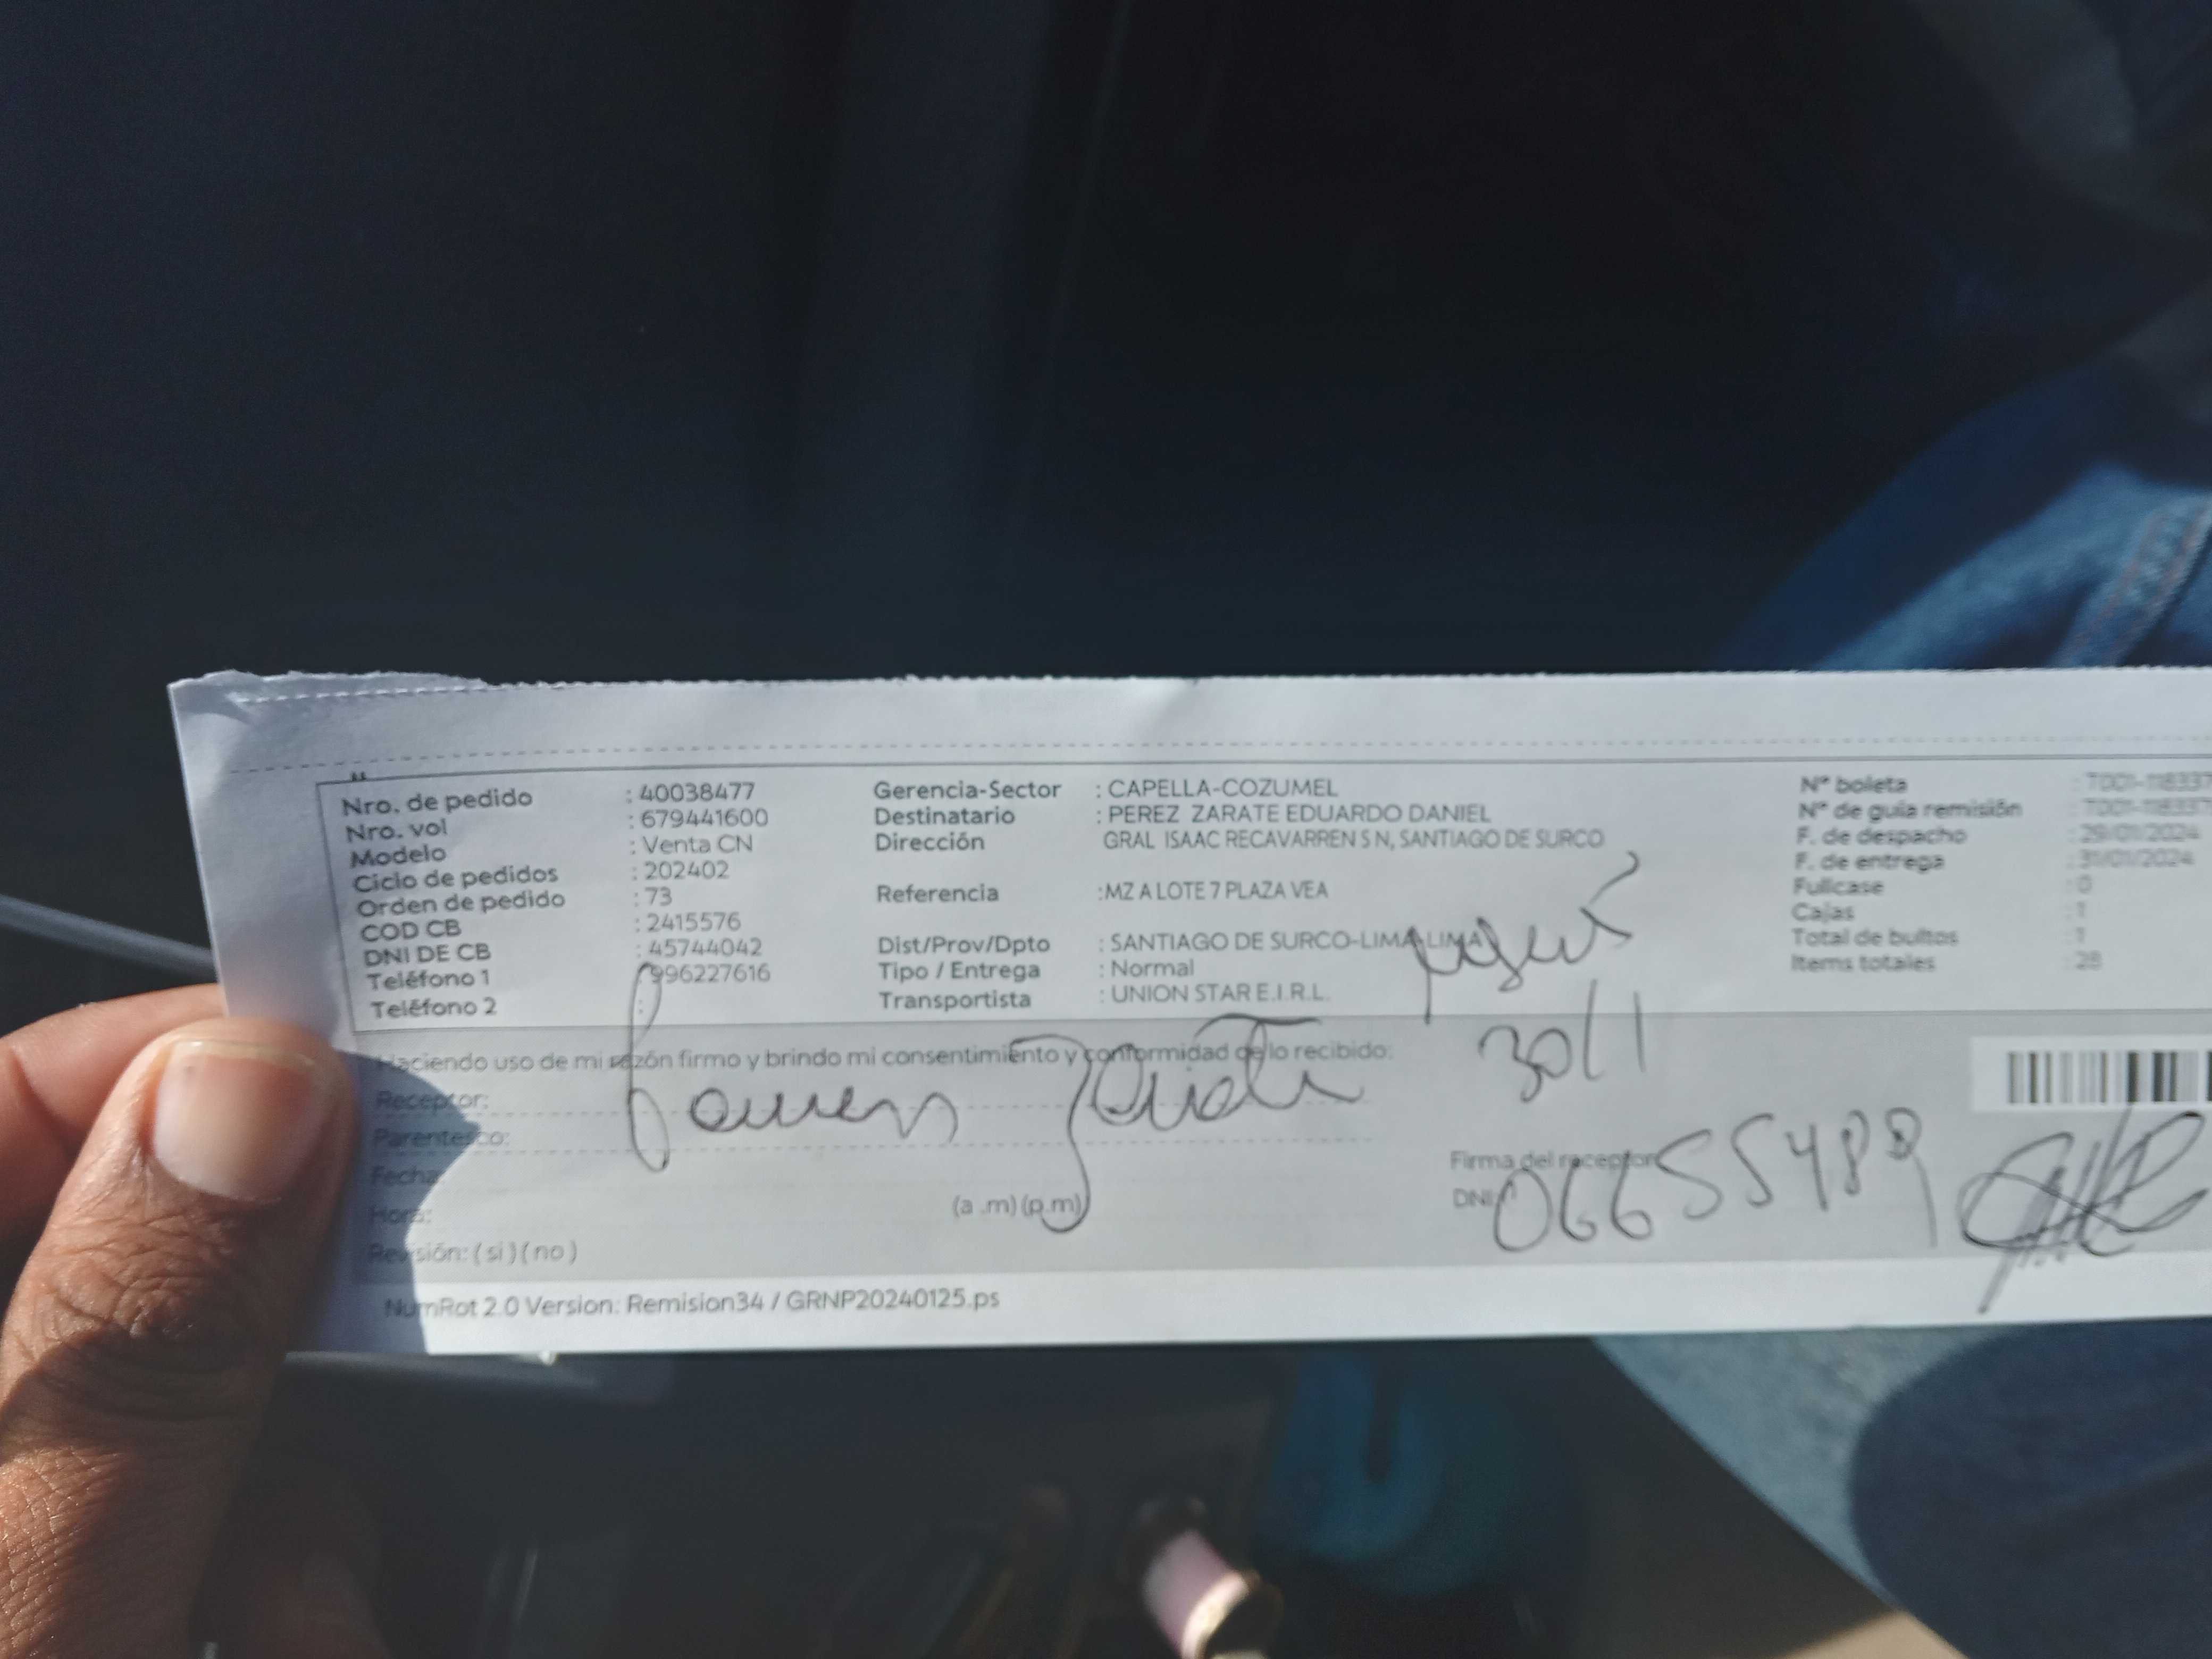 Nro. de pedido : 40038477
Nro. vol : 679441600
Modelo : Venta CN
Ciclo de pedidos : 202402
Orden de pedido : 73
COD CB : 2415576
DNI DE CB : 45744042
Teléfono 1 : 996227616
Teléfono 2 :
Gerencia-Sector : CAPELLA-COZUMEL
Destinatario : PEREZ ZARATE EDUARDO DANIEL
Dirección GRAL ISAAC RECAVARREN S N, SANTIAGO DE SURCO
Referencia :MZ A LOTE 7 PLAZA VEA
Dist/Prov/Dpto : SANTIAGO DE SURCO-LIMA-LIMA
Tipo / Entrega : Normal
Transportista : UNION STAR E.I.R.L.
N° boleta : T001-118337
N° de guía remisión : T001-118337
F. de despacho : 29/01/2024
F. de entrega : 31/01/2024
Fullcase : 0
Cajas : 1
Total de bultos : 1
Items totales : 28
30/1
Haciendo uso de mi razón firmo y brindo mi consentimiento y conformidad de lo recibido:
Receptor:
Parentesco:
Fecha
Hora: (a .m) (p.m)
Revisión: ( si ) ( no )
Firma del receptor
DNI 06655489
NumRot 2.0 Version: Remision34 / GRNP20240125.ps